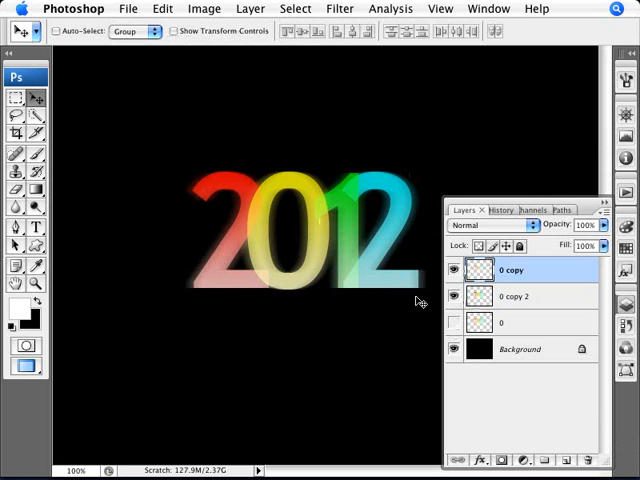 Photoshop File Edit Image Layer Select Filter Analysis View Window Help
Auto-Select: Group Show Transform Controls
Ps
2012
Layers × History hannels Paths
Normal Opacity: 100%
Lock: Fill: 100%
0 copy
0 copy 2
0
Background
100% Scratch: 127.9M/2.37G